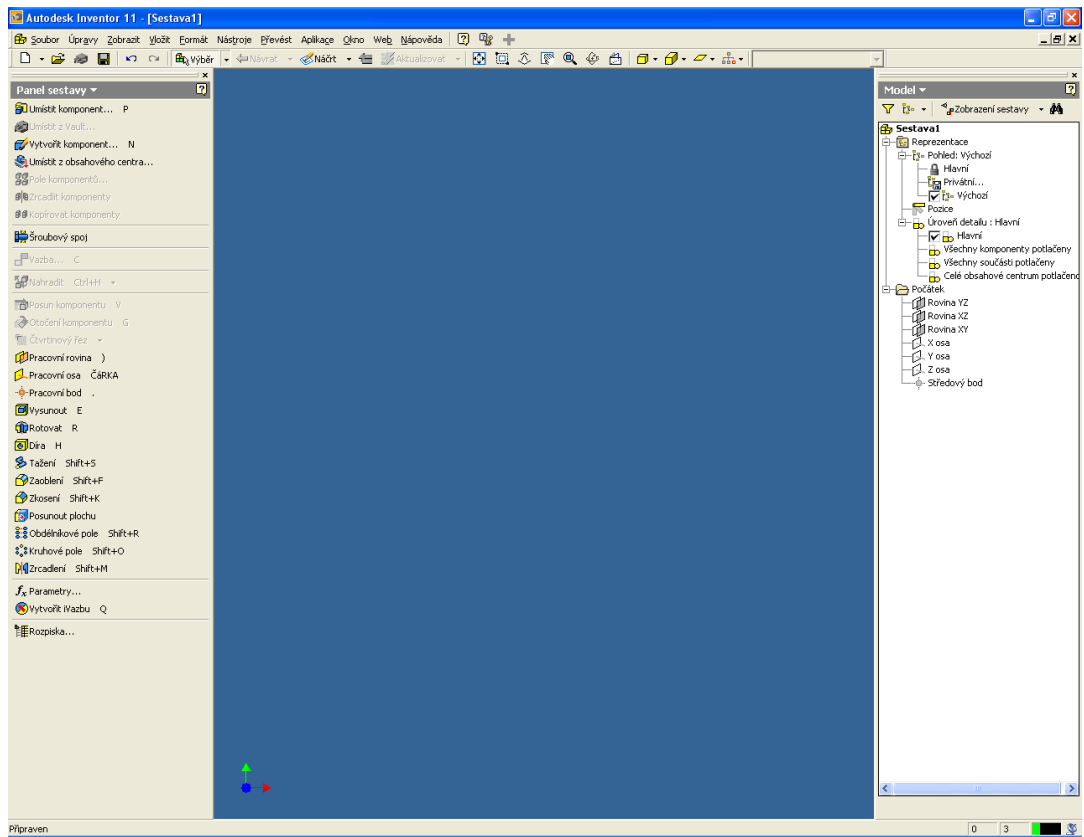 Autodesk Inventor 11 - [Sestava1]
Soubor Úpravy Zobrazit Vložit Formát Nástroje Převést Aplikace Okno Web Nápověda
Výběr Návrat Náčrt Aktualizovat
Panel sestavy
Umístit komponent... P
Umístit z Vault...
Vytvořit komponent... N
Umístit z obsahového centra...
Pole komponentů...
Zrcadlit komponenty
Kopírovat komponenty
Šroubový spoj
Vazba... C
Nahradit Ctrl+H
Posun komponentu V
Otočení komponentu G
Čtvrtinový řez
Pracovní rovina )
Pracovní osa ČáRKA
Pracovní bod .
Vysunout E
Rotovat R
Díra H
Tažení Shift+S
Zaoblení Shift+F
Zkosení Shift+K
Posunout plochu
Obdélníkové pole Shift+R
Kruhové pole Shift+O
Zrcadlení Shift+M
fx Parametry...
Vytvořit iVazbu Q
Rozpiska...
Model
Zobrazení sestavy
Sestava1
Reprezentace
Pohled: Výchozí
Hlavní
Privátní...
Výchozí
Pozice
Úroveň detailu : Hlavní
Hlavní
Všechny komponenty potlačeny
Všechny součásti potlačeny
Celé obsahové centrum potlačeno
Počátek
Rovina YZ
Rovina XZ
Rovina XY
X osa
Y osa
Z osa
Středový bod
Připraven
0 3